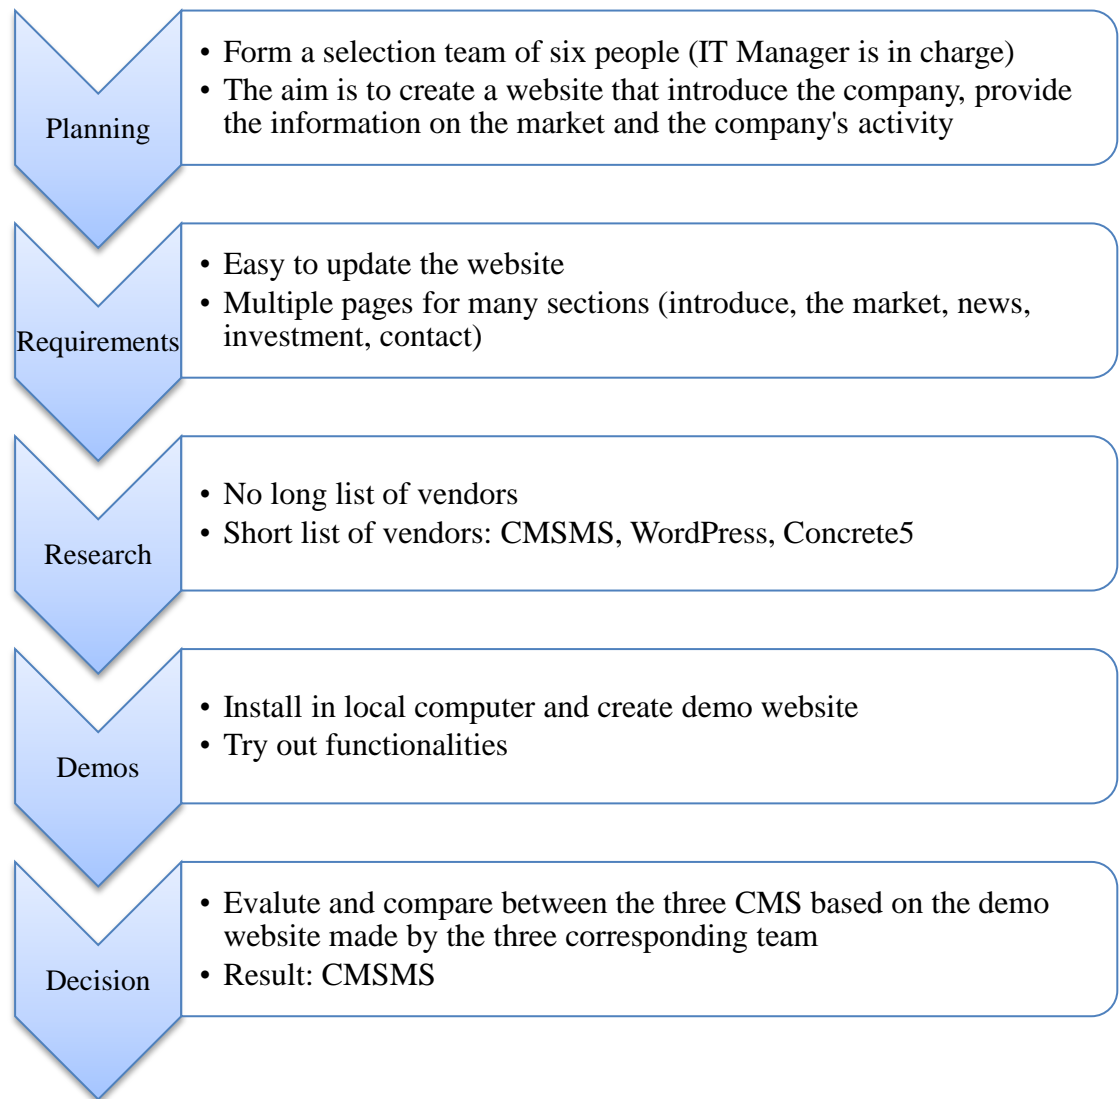 Planning
• Form a selection team of six people (IT Manager is in charge)
• The aim is to create a website that introduce the company, provide
the information on the market and the company's activity
Requirements
• Easy to update the website
• Multiple pages for many sections (introduce, the market, news,
investment, contact)
Research
• No long list of vendors
• Short list of vendors: CMSMS, WordPress, Concrete5
Demos
• Install in local computer and create demo website
• Try out functionalities
Decision
• Evalute and compare between the three CMS based on the demo
website made by the three corresponding team
• Result: CMSMS